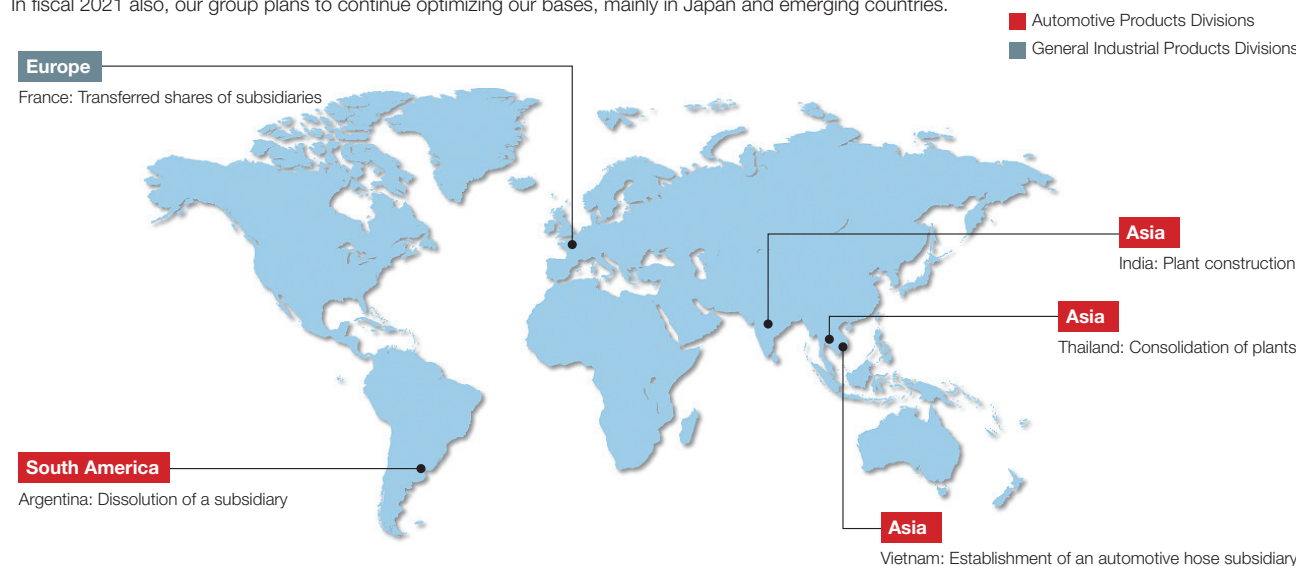 In fiscal 2021 also, our group plans to continue optimizing our bases, mainly in Japan and emerging countries.
Automotive Products Divisions
General Industrial Products Divisions
Europe
France: Transferred shares of subsidiaries
Asia
India: Plant construction
Asia
Thailand: Consolidation of plants
South America
Argentina: Dissolution of a subsidiary
Asia
Vietnam: Establishment of an automotive hose subsidiary